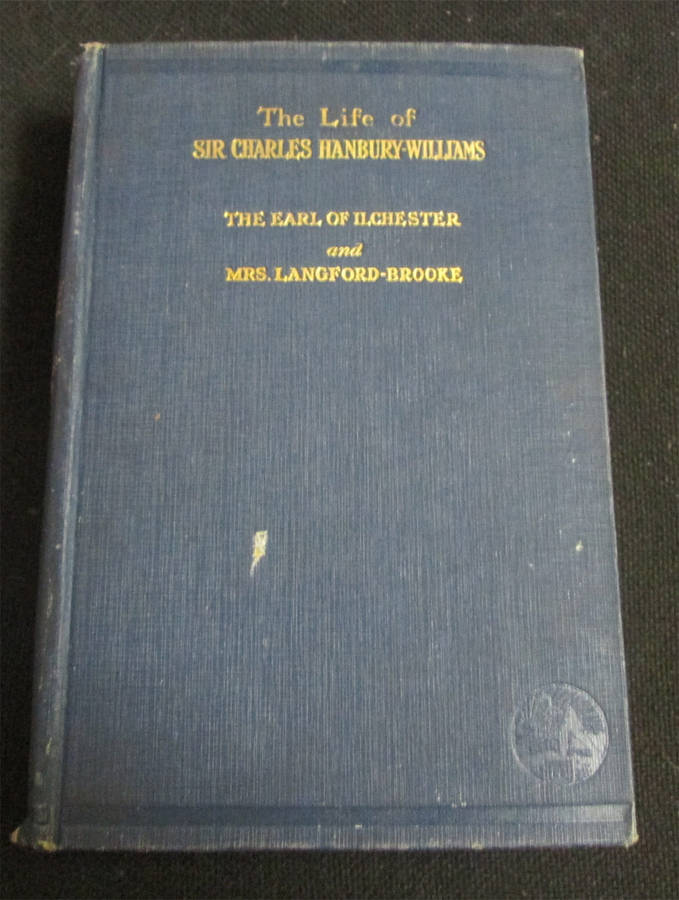 The Life of
SIR CHARLES HANBURY-WILLIAMS
THE EARL OF ILCHESTER
and
MRS. LANGFORD-BROOKE